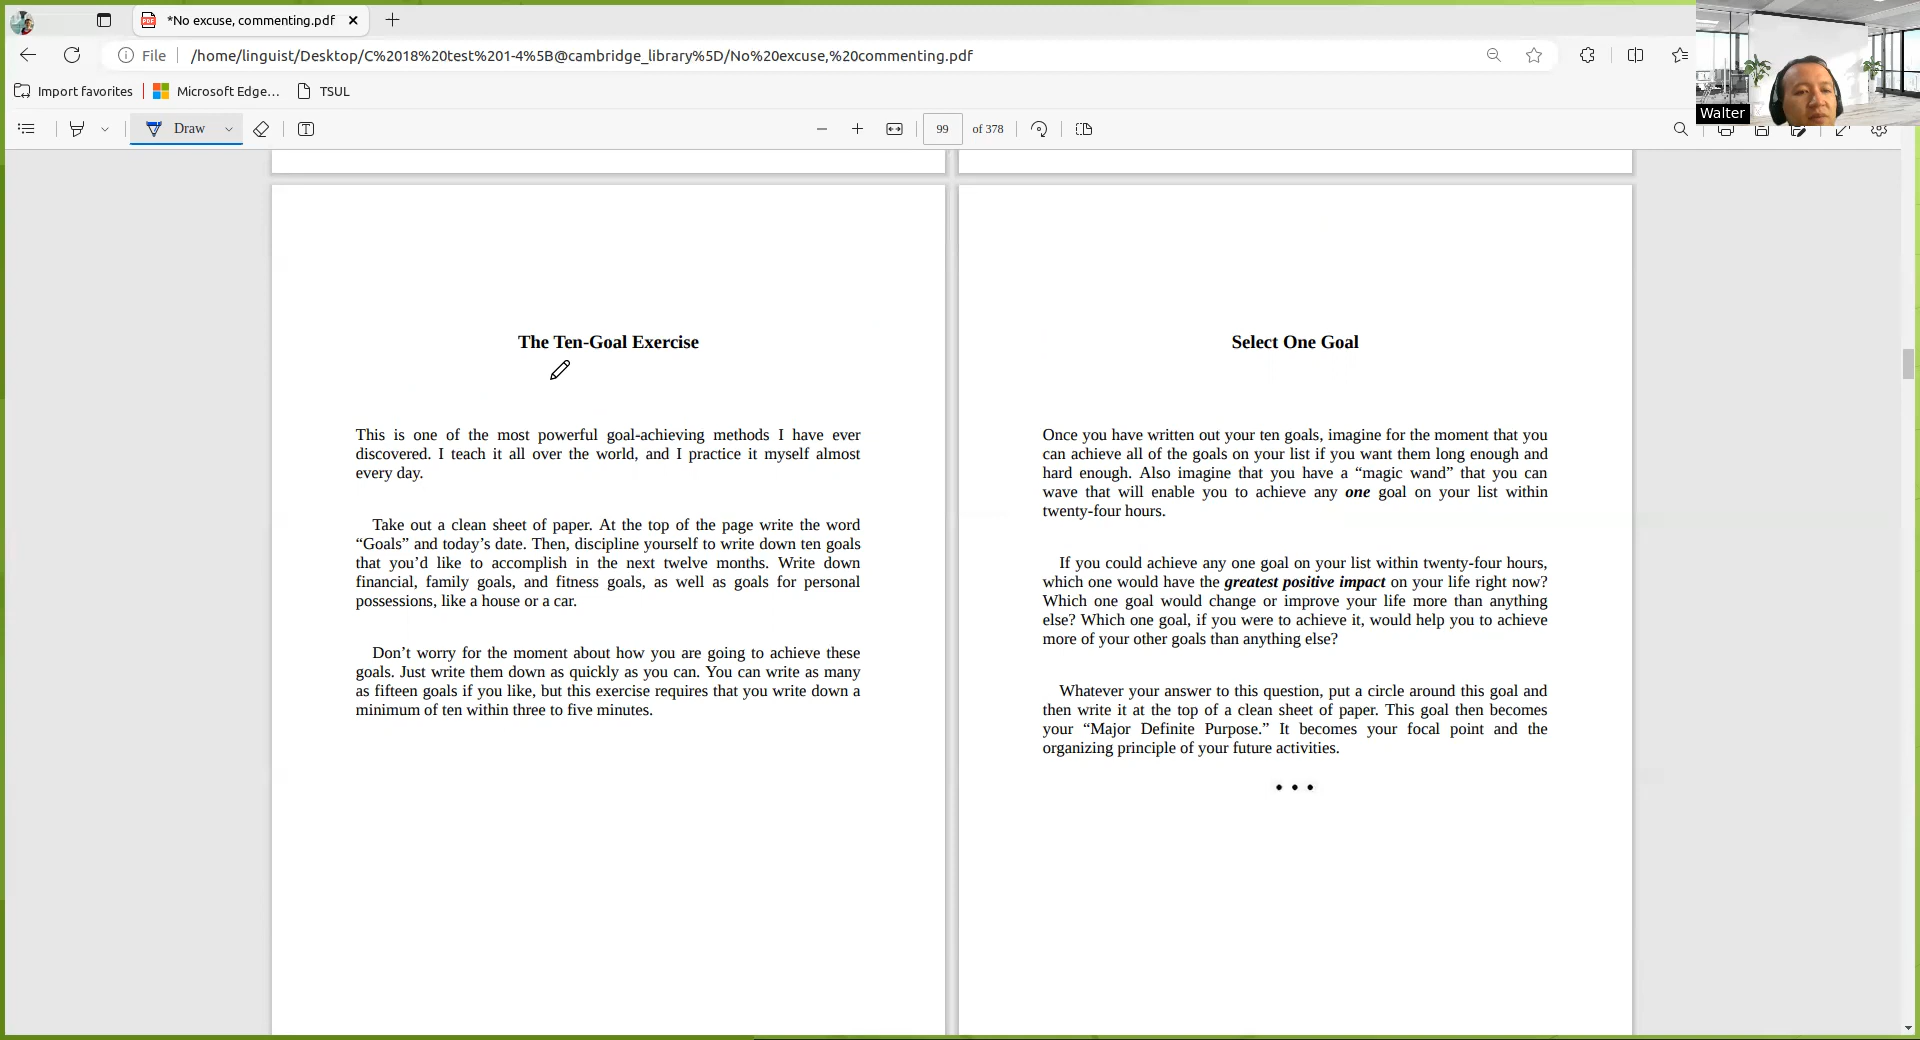 *No excuse, commenting.pdf
File
/home/linguist/Desktop/C%2018%20test%201-4%5B@cambridge_library%5D/No%20excuse,%20commenting.pdf
Import favorites
Microsoft Edge...
TSUL
Walter
Draw
99
of 378
The Ten-Goal Exercise
This is one of the most powerful goal-achieving methods I have ever
discovered. I teach it all over the world, and I practice it myself almost
every day.
Take out a clean sheet of paper. At the top of the page write the word
“Goals” and today’s date. Then, discipline yourself to write down ten goals
that you’d like to accomplish in the next twelve months. Write down
financial, family goals, and fitness goals, as well as goals for personal
possessions, like a house or a car.
Don’t worry for the moment about how you are going to achieve these
goals. Just write them down as quickly as you can. You can write as many
as fifteen goals if you like, but this exercise requires that you write down a
minimum of ten within three to five minutes.
Select One Goal
Once you have written out your ten goals, imagine for the moment that you
can achieve all of the goals on your list if you want them long enough and
hard enough. Also imagine that you have a “magic wand” that you can
wave that will enable you to achieve any one goal on your list within
twenty-four hours.
If you could achieve any one goal on your list within twenty-four hours,
which one would have the greatest positive impact on your life right now?
Which one goal would change or improve your life more than anything
else? Which one goal, if you were to achieve it, would help you to achieve
more of your other goals than anything else?
Whatever your answer to this question, put a circle around this goal and
then write it at the top of a clean sheet of paper. This goal then becomes
your “Major Definite Purpose.” It becomes your focal point and the
organizing principle of your future activities.
• • •